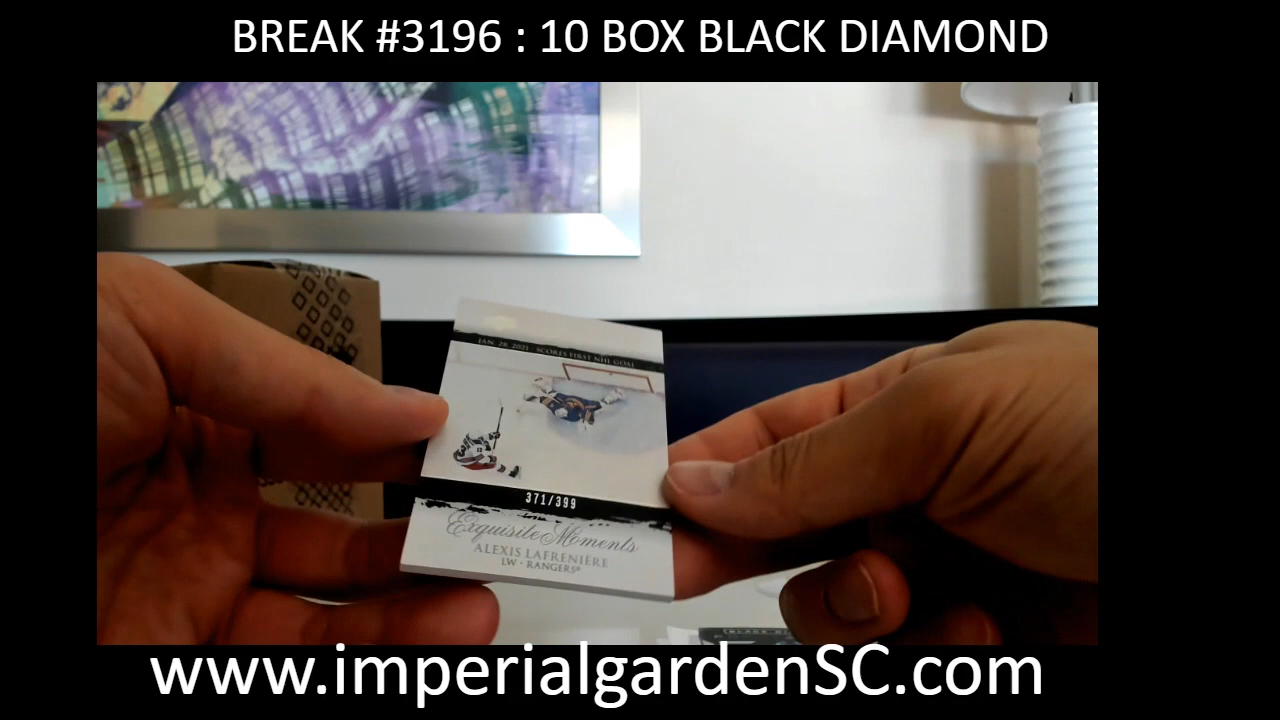 BREAK #3196 : 10 BOX BLACK DIAMOND
JAN. 28, 2021 - SCORES FIRST NHL GOAL
371/399
Exquisite Moments
ALEXIS LAFRENIÈRE
LW · RANGERS®
www.imperialgardenSC.com